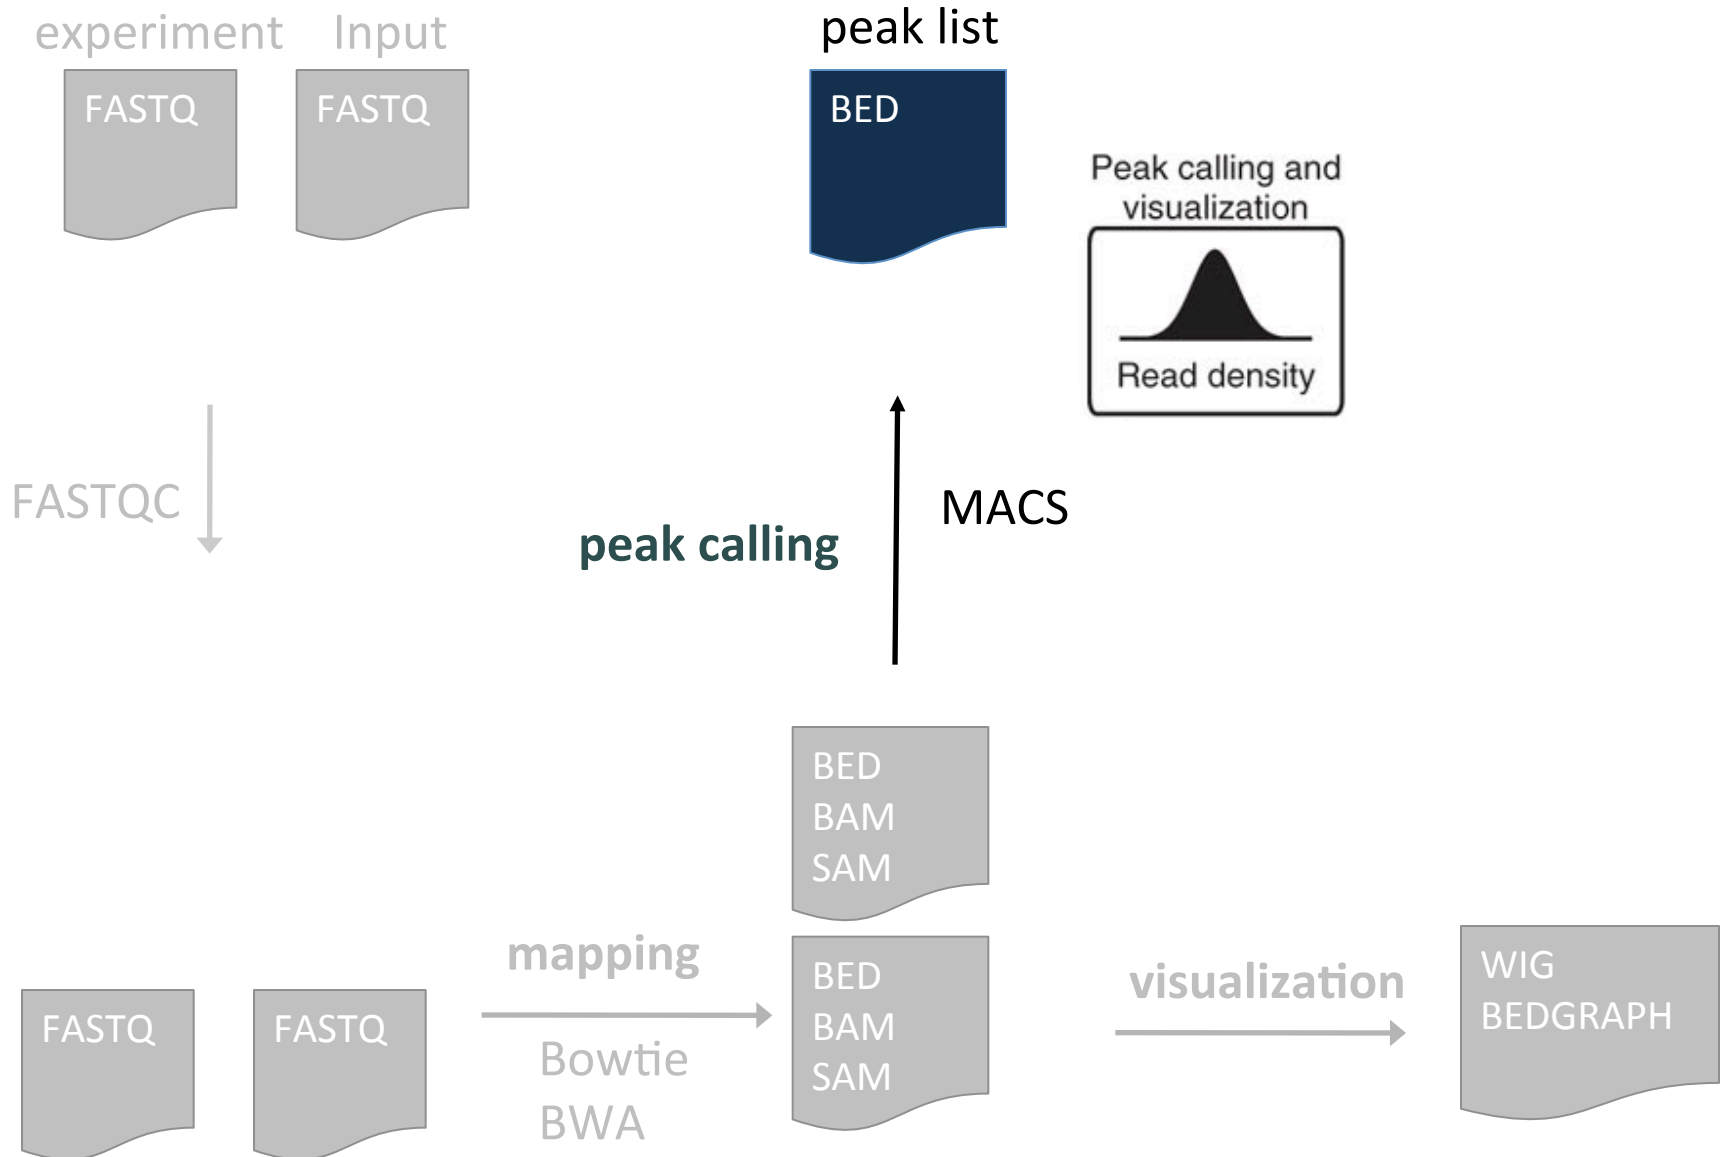 experiment
Input
FASTQ
FASTQ
peak list
BED
Peak calling and
visualization
Read density
FASTQC
peak calling
MACS
BED
BAM
SAM
FASTQ
FASTQ
mapping
Bowtie
BWA
BED
BAM
SAM
visualization
WIG
BEDGRAPH